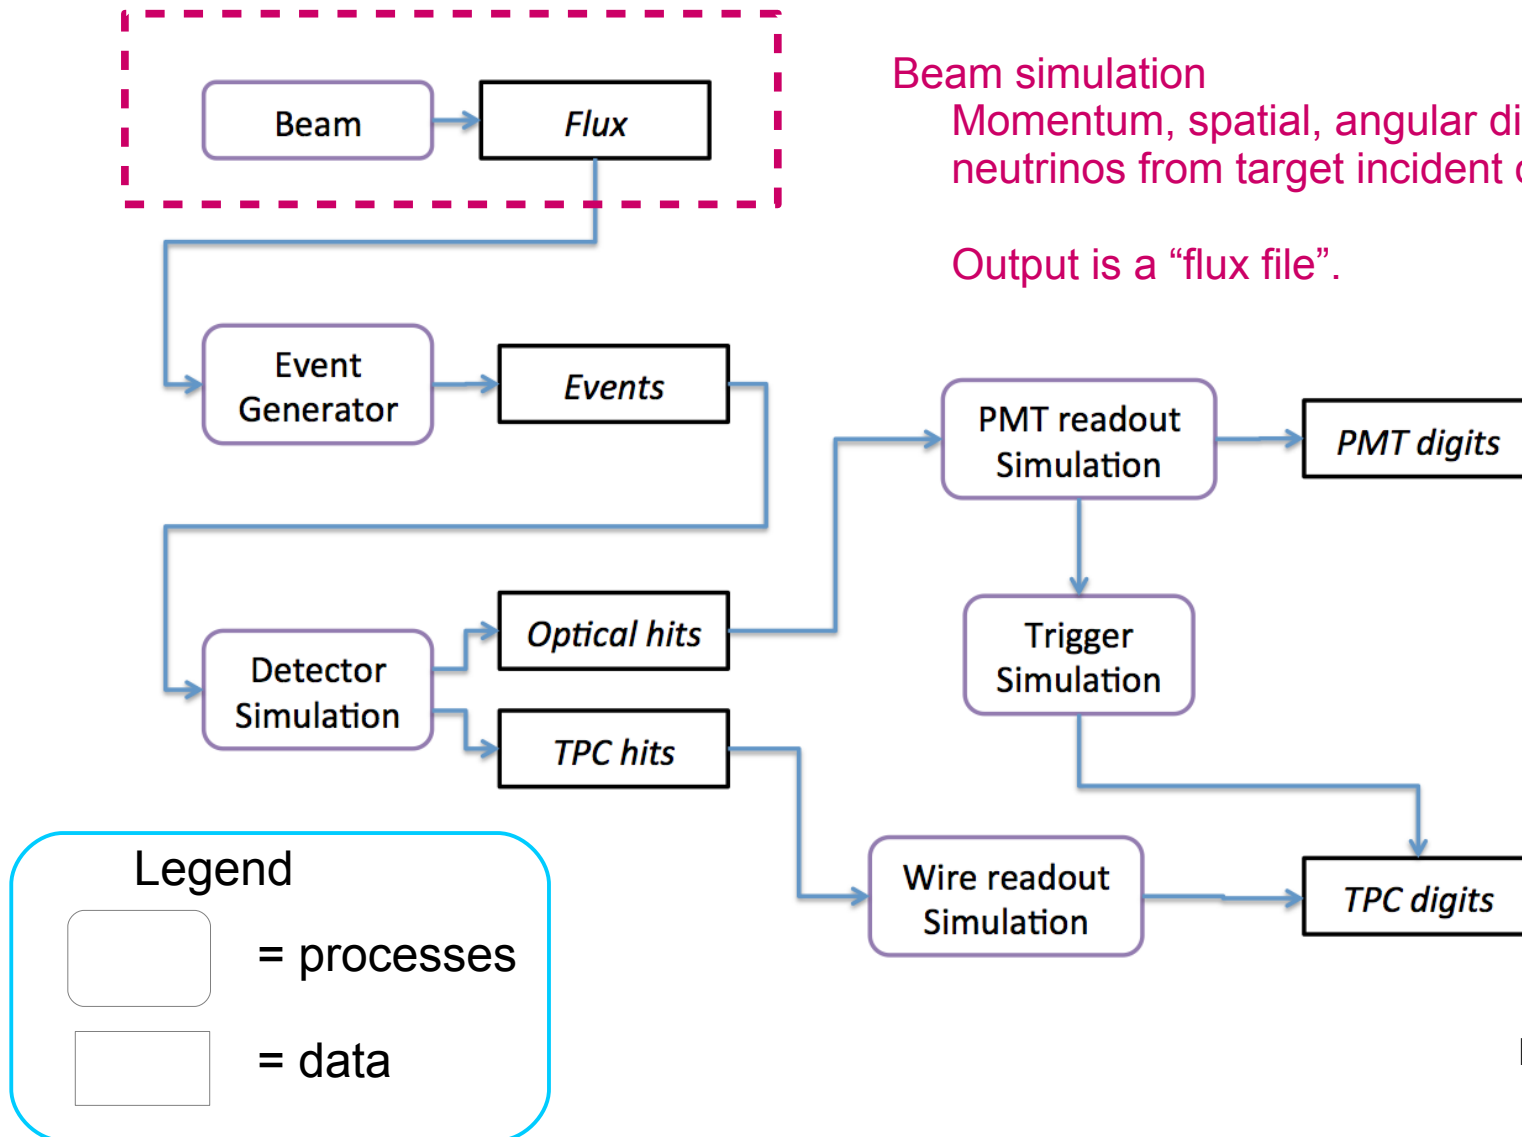 Beam
Flux
Beam simulation
Momentum, spatial, angular
neutrinos from target incident
Output is a “flux file”.
Event
Generator
Events
PMT readout
Simulation
PMT digits
Optical hits
Trigger
Simulation
Detector
Simulation
TPC hits
Wire readout
Simulation
TPC digits
Legend
= processes
= data